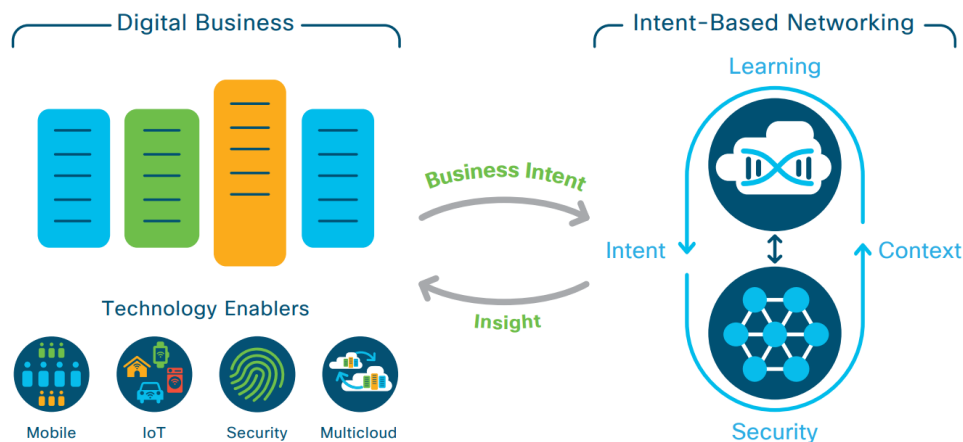 Digital Business
Intent-Based Networking
Learning
Business Intent
Intent
Context
Insight
Technology Enablers
Mobile
IoT
Security
Multicloud
Security